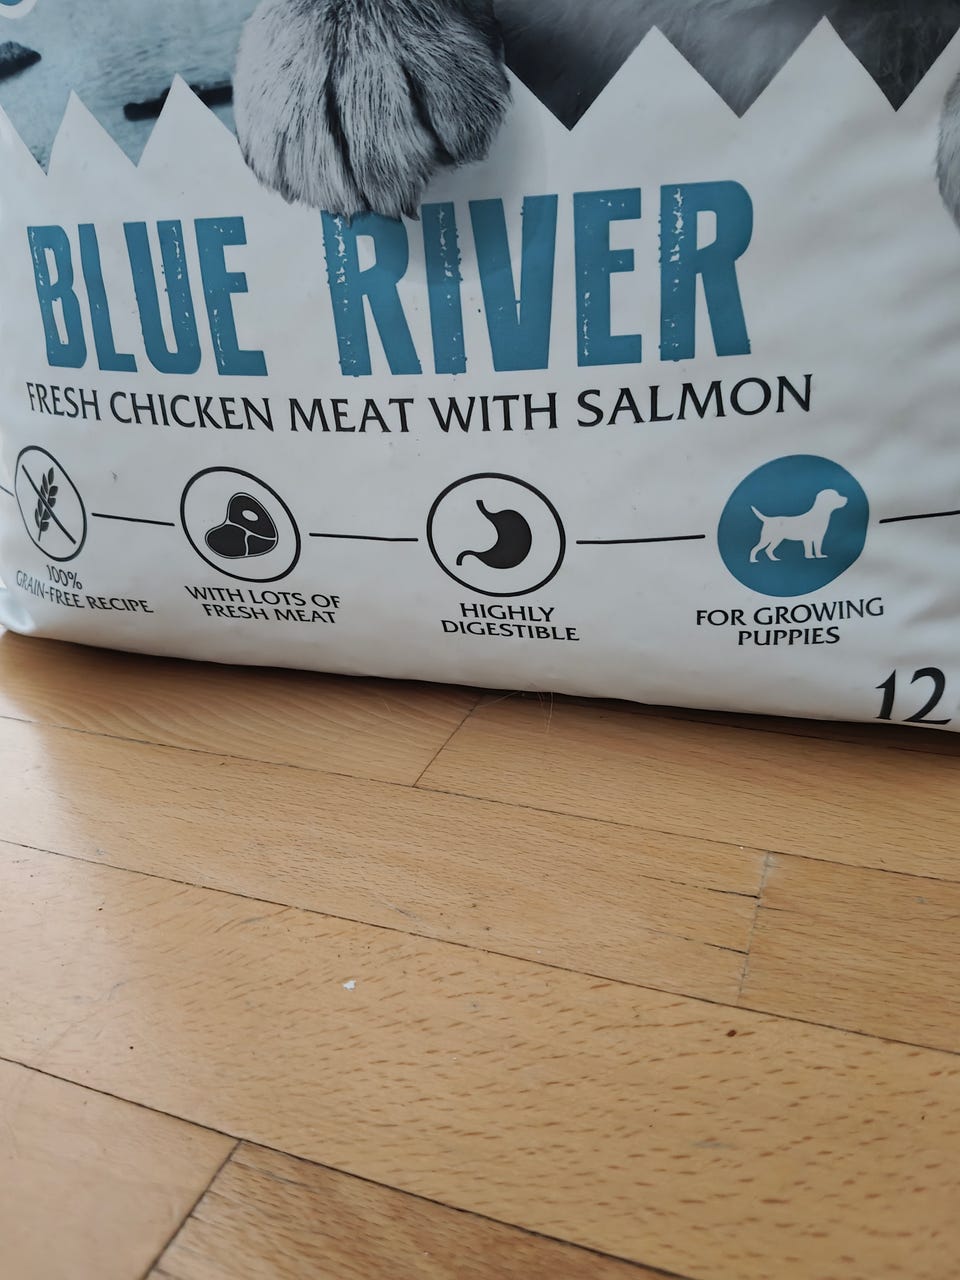 BLUE RIVER
FRESH CHICKEN MEAT WITH SALMON
100%
GRAIN-FREE RECIPE
WITH LOTS OF
FRESH MEAT
HIGHLY
DIGESTIBLE
FOR GROWING
PUPPIES
12